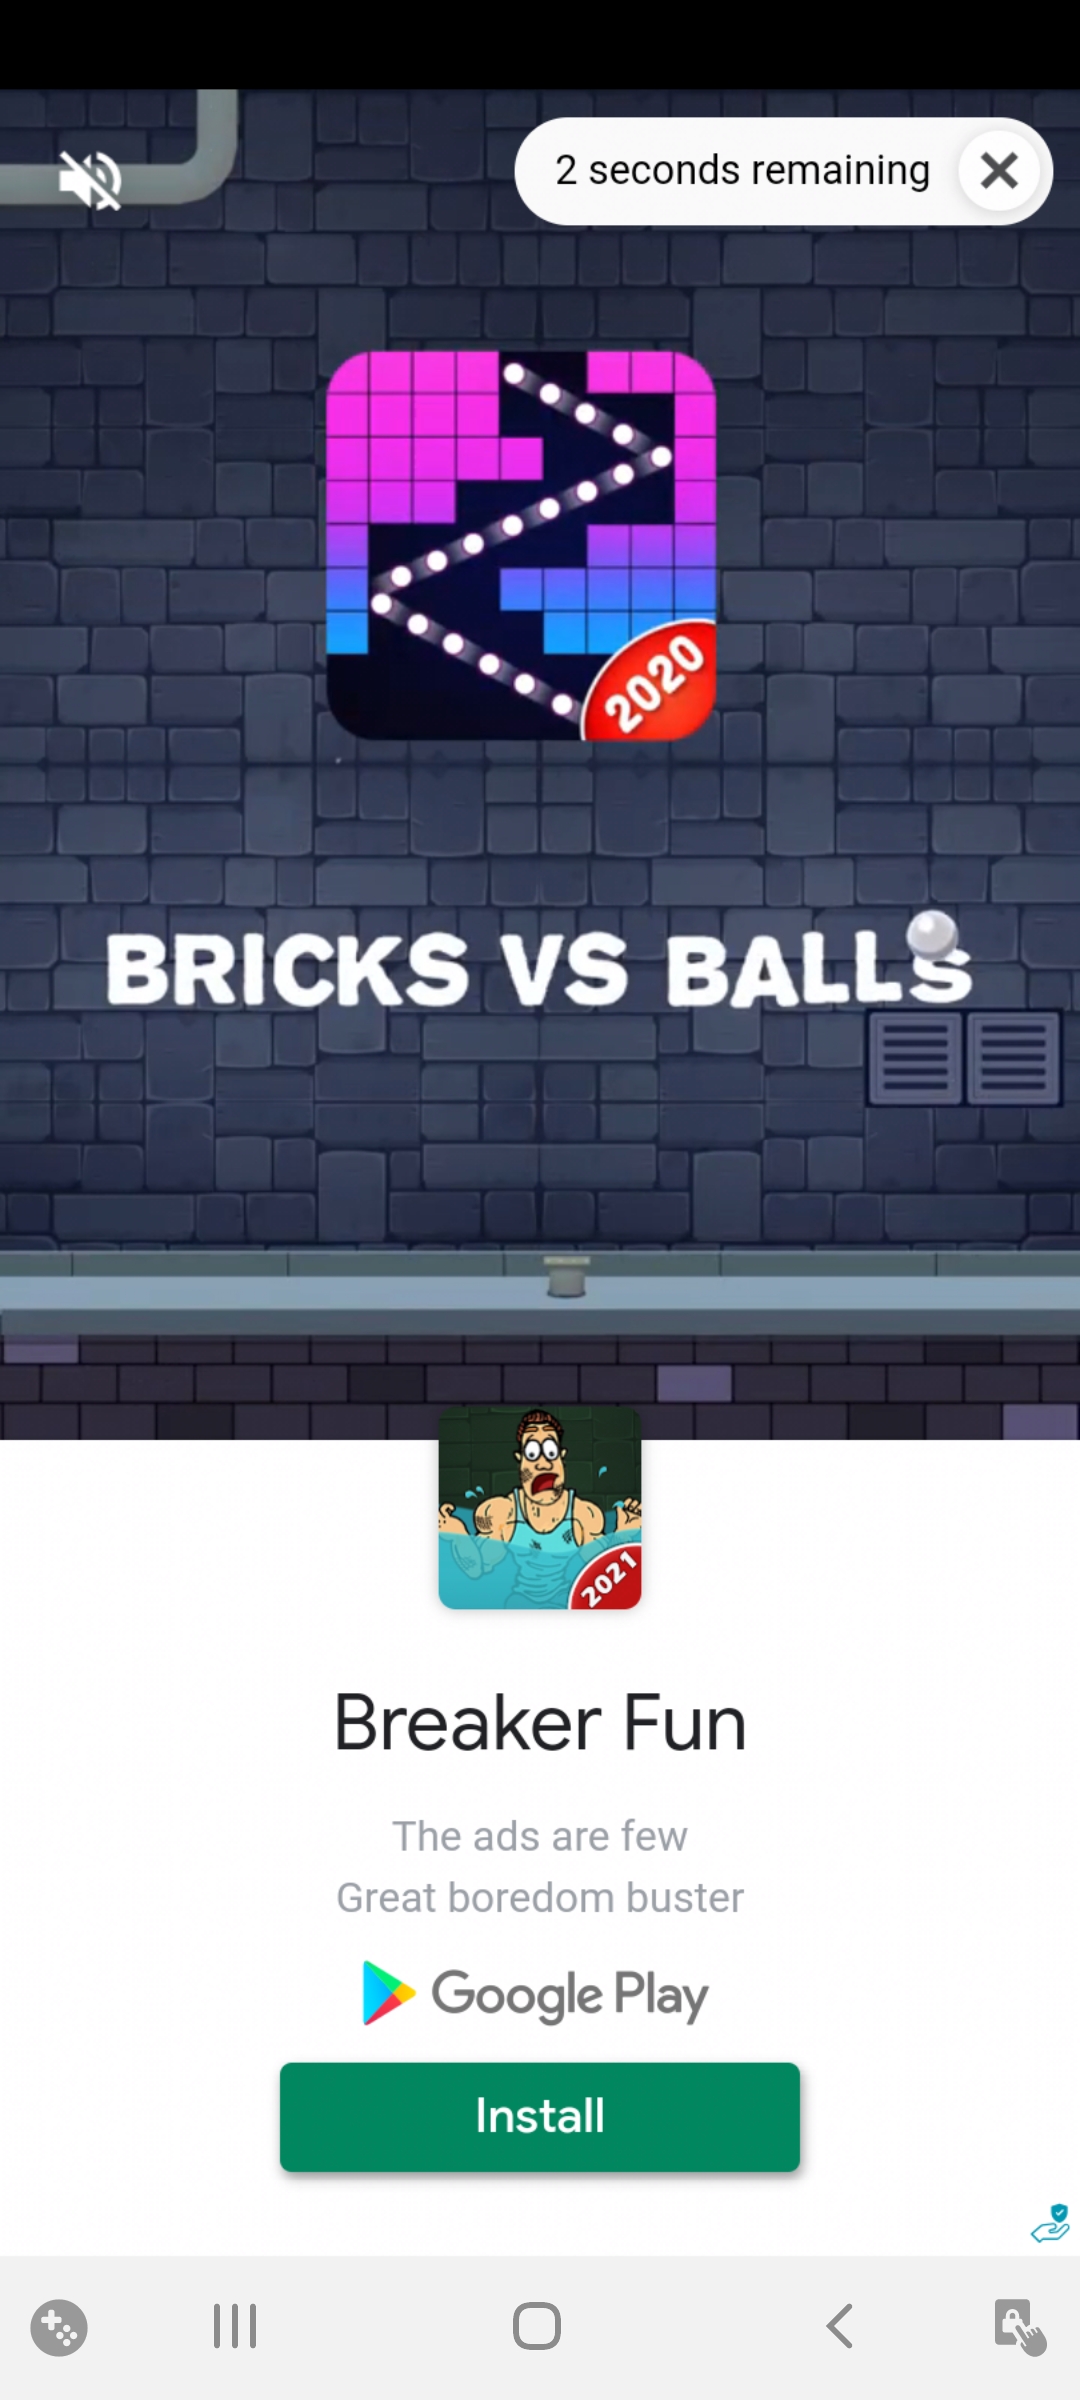 2 seconds remaining
2020
BRICKS VS BALLS
2021
Breaker Fun
The ads are few
Great boredom buster
Google Play
Install